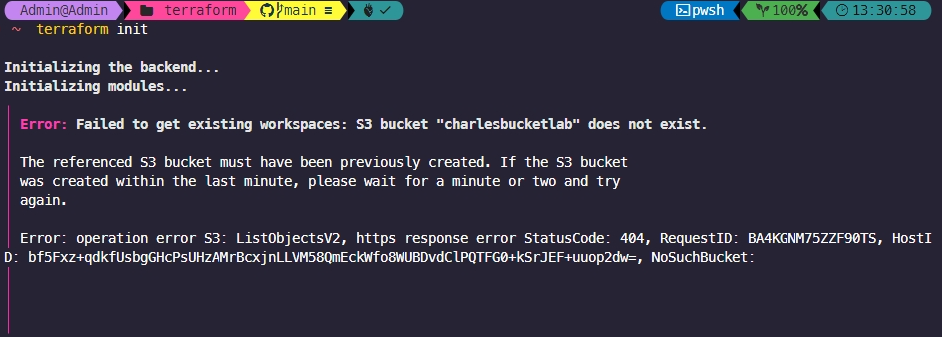 Admin@Admin terraform main ≡ ✓ pwsh 100% 13:30:58
~ terraform init
Initializing the backend...
Initializing modules...
Error: Failed to get existing workspaces: S3 bucket "charlesbucketlab" does not exist.
The referenced S3 bucket must have been previously created. If the S3 bucket
was created within the last minute, please wait for a minute or two and try
again.
Error: operation error S3: ListObjectsV2, https response error StatusCode: 404, RequestID: BA4KGNM75ZZF90TS, HostI
D: bf5Fxz+qdkfUsbgGHcPsUHzAMrBcxjnLLVM58QmEckWfo8WUBDvdClPQTFG0+kSrJEF+uuop2dw=, NoSuchBucket: